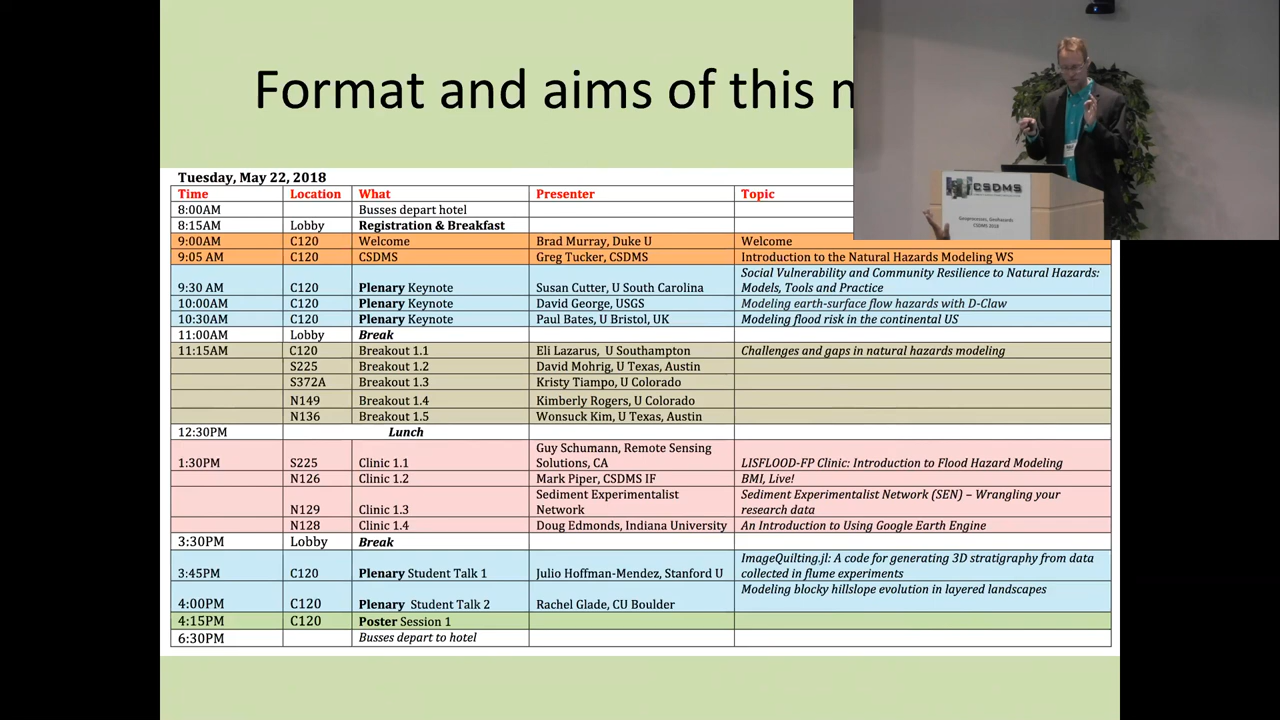 Format and aims of this m
CSDMS
Geoprocesses, Geohazards
CSDMS 2018
Tuesday, May 22, 2018
Time Location What Presenter Topic
8:00AM Busses depart hotel
8:15AM Lobby Registration & Breakfast
9:00AM C120 Welcome Brad Murray, Duke U Welcome
9:05 AM C120 CSDMS Greg Tucker, CSDMS Introduction to the Natural Hazards Modeling WS
Social Vulnerability and Community Resilience to Natural Hazards:
9:30 AM C120 Plenary Keynote Susan Cutter, U South Carolina Models, Tools and Practice
10:00AM C120 Plenary Keynote David George, USGS Modeling earth-surface flow hazards with D-Claw
10:30AM C120 Plenary Keynote Paul Bates, U Bristol, UK Modeling flood risk in the continental US
11:00AM Lobby Break
11:15AM C120 Breakout 1.1 Eli Lazarus, U Southampton Challenges and gaps in natural hazards modeling
S225 Breakout 1.2 David Mohrig, U Texas, Austin
S372A Breakout 1.3 Kristy Tiampo, U Colorado
N149 Breakout 1.4 Kimberly Rogers, U Colorado
N136 Breakout 1.5 Wonsuck Kim, U Texas, Austin
12:30PM Lunch
Guy Schumann, Remote Sensing
1:30PM S225 Clinic 1.1 Solutions, CA LISFLOOD-FP Clinic: Introduction to Flood Hazard Modeling
N126 Clinic 1.2 Mark Piper, CSDMS IF BMI, Live!
Sediment Experimentalist Sediment Experimentalist Network (SEN) – Wrangling your
N129 Clinic 1.3 Network research data
N128 Clinic 1.4 Doug Edmonds, Indiana University An Introduction to Using Google Earth Engine
3:30PM Lobby Break
ImageQuilting.jl: A code for generating 3D stratigraphy from data
3:45PM C120 Plenary Student Talk 1 Julio Hoffman-Mendez, Stanford U collected in flume experiments
Modeling blocky hillslope evolution in layered landscapes
4:00PM C120 Plenary Student Talk 2 Rachel Glade, CU Boulder
4:15PM C120 Poster Session 1
6:30PM Busses depart to hotel